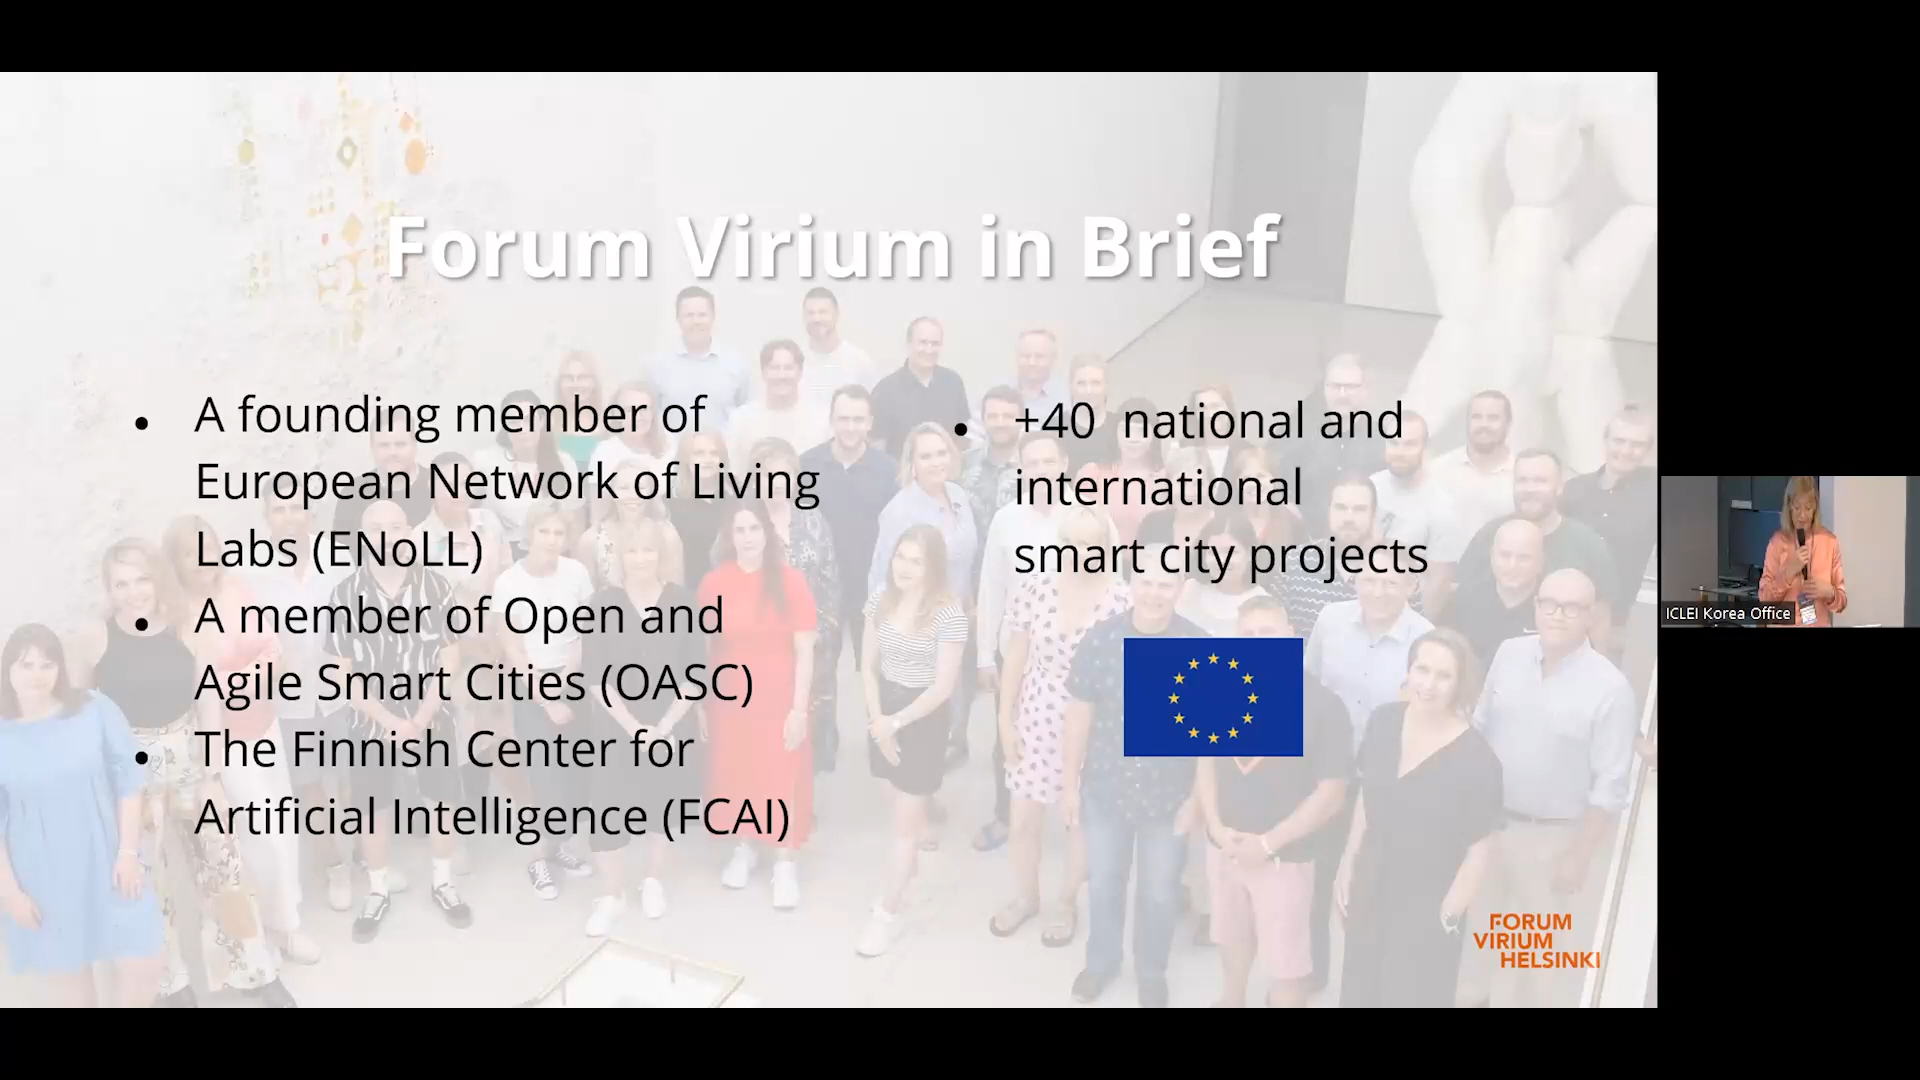 Forum Virium in Brief
A founding member of
European Network of Living
Labs (ENoLL)
A member of Open and
Agile Smart Cities (OASC)
The Finnish Center for
Artificial Intelligence (FCAI)
+40 national and
international
smart city projects
FORUM
VIRIUM
HELSINKI
ICLEI Korea Office